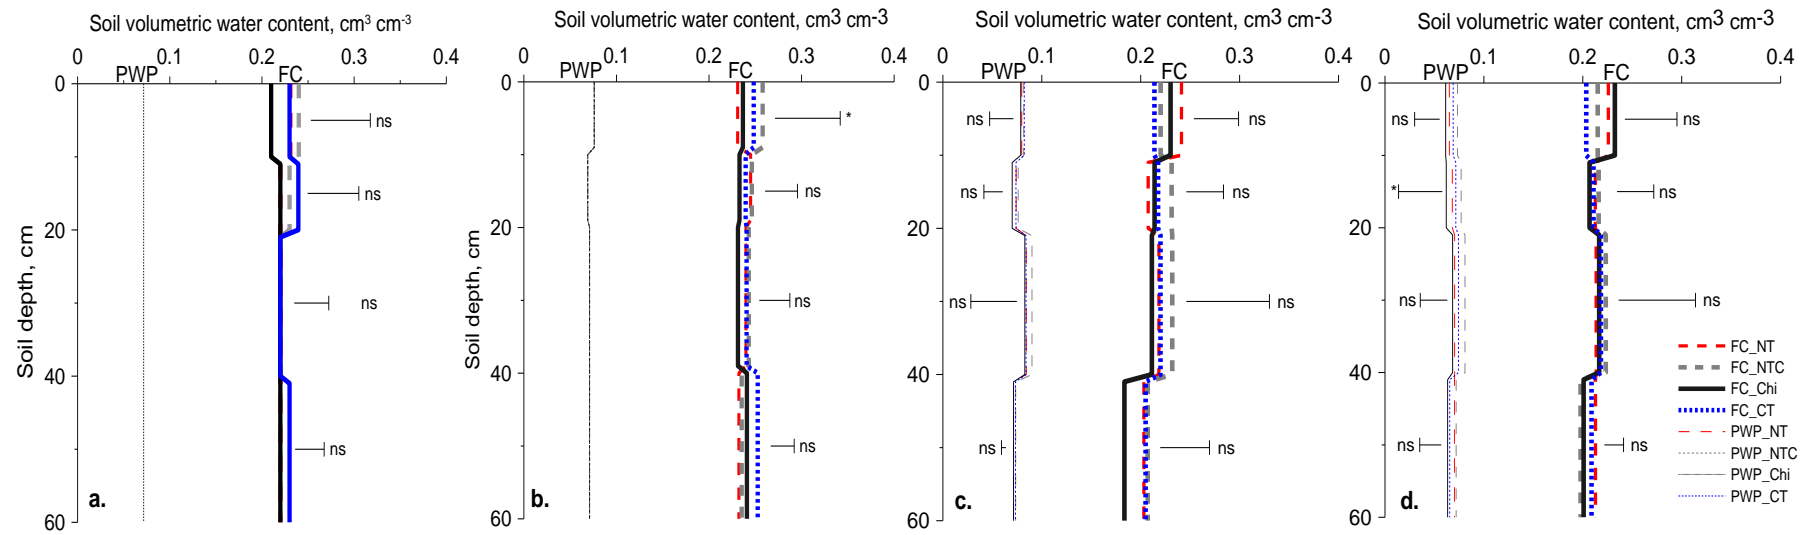 Soil volumetric water content, cm³ cm⁻³
0 0.1 0.2 0.3 0.4
PWP FC
0
20
40
60
Soil depth, cm
ns
ns
ns
ns
a.
Soil volumetric water content, cm³ cm-3
0 0.1 0.2 0.3 0.4
PWP FC
0
20
40
60
Soil depth, cm
*
ns
ns
ns
b.
Soil volumetric water content, cm³ cm-3
0 0.1 0.2 0.3 0.4
PWP FC
0
20
40
60
ns ns
ns ns
ns ns
ns ns
c.
Soil volumetric water content, cm³ cm-3
0 0.1 0.2 0.3 0.4
PWP FC
0
20
40
60
ns ns
* ns
ns ns
ns ns
d.
FC_NT
FC_NTC
FC_Chi
FC_CT
PWP_NT
PWP_NTC
PWP_Chi
PWP_CT